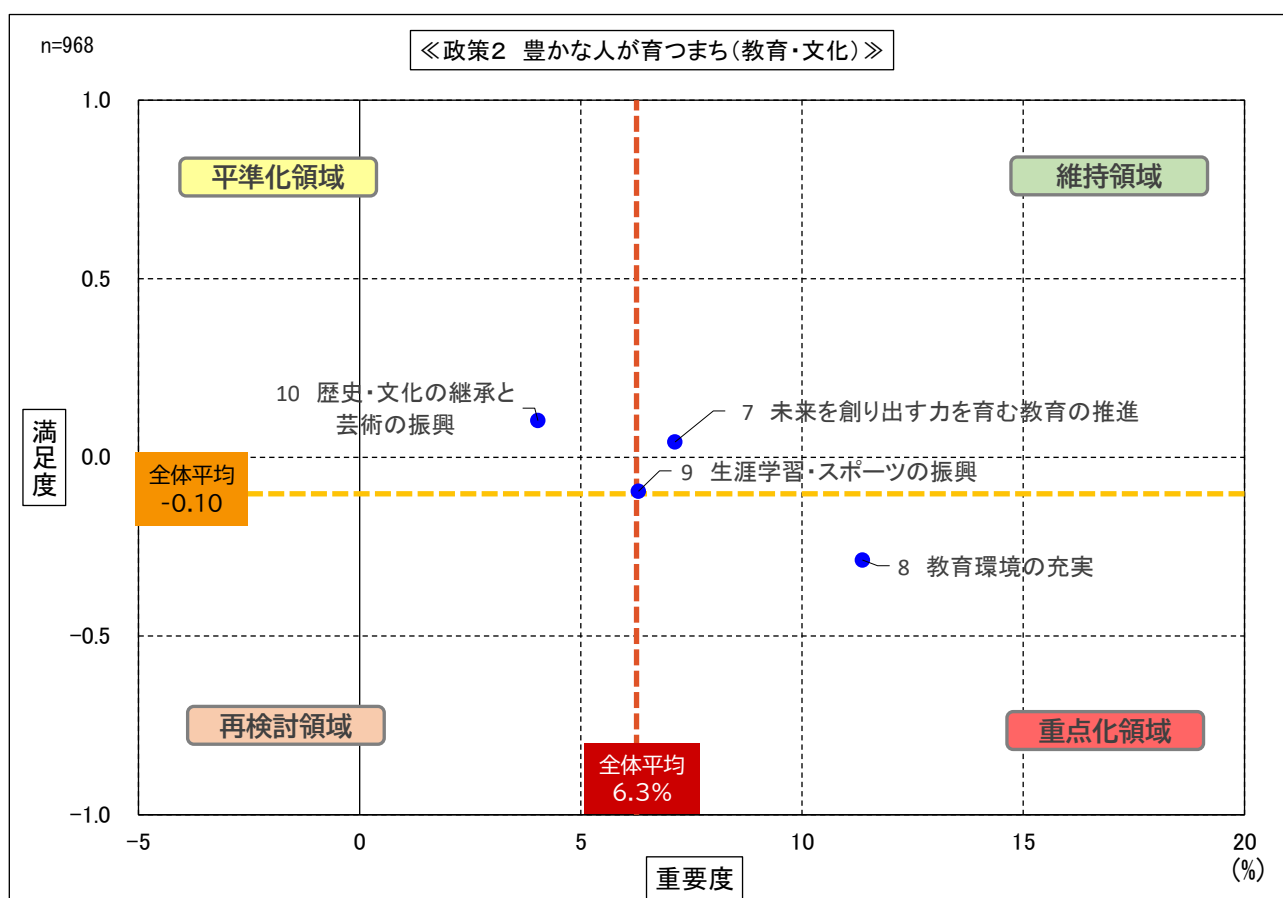 n=968
≪政策2 豊かな人が育つまち(教育・文化)≫
1.0
平準化領域
維持領域
0.5
10 歴史・文化の継承と
芸術の振興
7 未来を創り出す力を育む教育の推進
満足度
0.0
9 生涯学習・スポーツの振興
全体平均
-0.10
8 教育環境の充実
-0.5
再検討領域
重点化領域
全体平均
6.3%
-1.0
-5
0
5
10
15
20
(%)
重要度